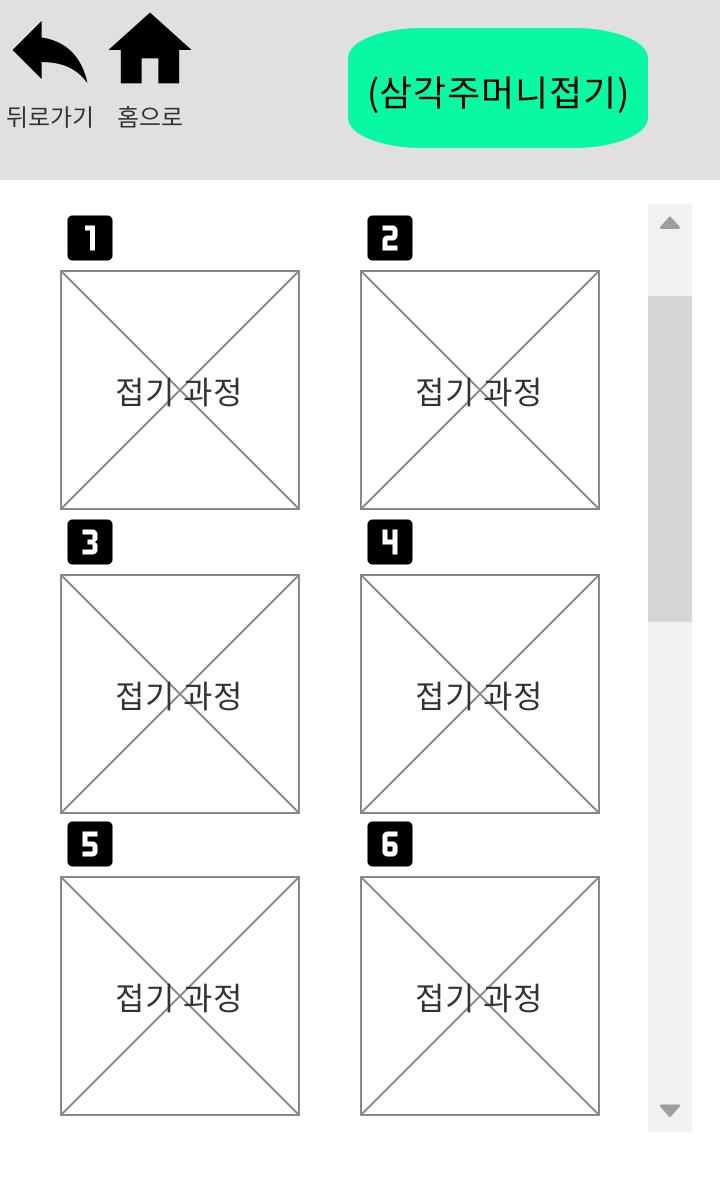 뒤로가기 홈으로
(삼각주머니접기)
1 2
접기 과정 접기 과정
3 4
접기 과정 접기 과정
5 6
접기 과정 접기 과정